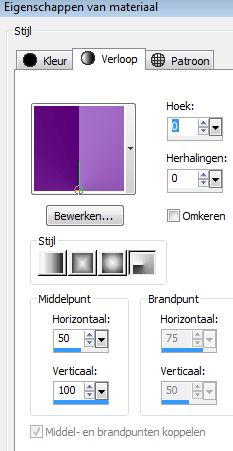 Eigenschappen van materiaal
Stijl
Kleur Verloop Patroon
Hoek:
0
Herhalingen:
0
Bewerken...
Omkeren
Stijl
Middelpunt
Horizontaal:
50
Verticaal:
100
Brandpunt
Horizontaal:
75
Verticaal:
50
Middel- en brandpunten koppelen